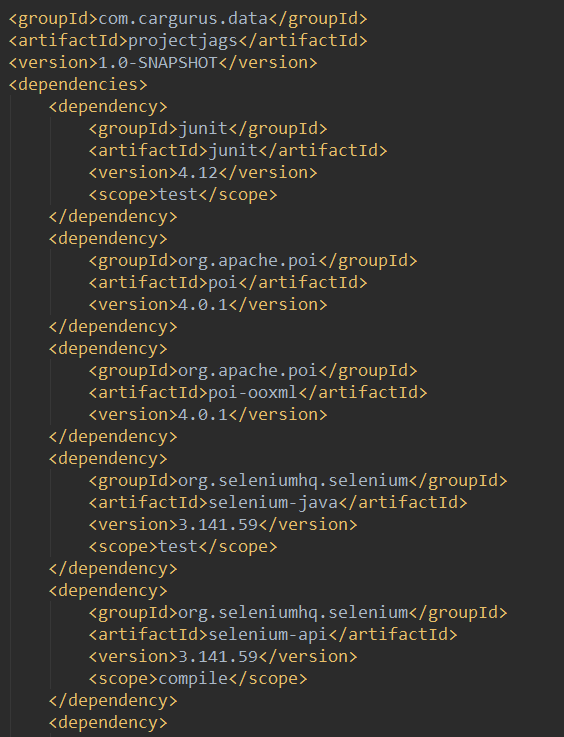 <groupId>com.cargurus.data</groupId>
<artifactId>projectjags</artifactId>
<version>1.0-SNAPSHOT</version>
<dependencies>
    <dependency>
        <groupId>junit</groupId>
        <artifactId>junit</artifactId>
        <version>4.12</version>
        <scope>test</scope>
    </dependency>
    <dependency>
        <groupId>org.apache.poi</groupId>
        <artifactId>poi</artifactId>
        <version>4.0.1</version>
    </dependency>
    <dependency>
        <groupId>org.apache.poi</groupId>
        <artifactId>poi-ooxml</artifactId>
        <version>4.0.1</version>
    </dependency>
    <dependency>
        <groupId>org.seleniumhq.selenium</groupId>
        <artifactId>selenium-java</artifactId>
        <version>3.141.59</version>
        <scope>test</scope>
    </dependency>
    <dependency>
        <groupId>org.seleniumhq.selenium</groupId>
        <artifactId>selenium-api</artifactId>
        <version>3.141.59</version>
        <scope>compile</scope>
    </dependency>
    <dependency>